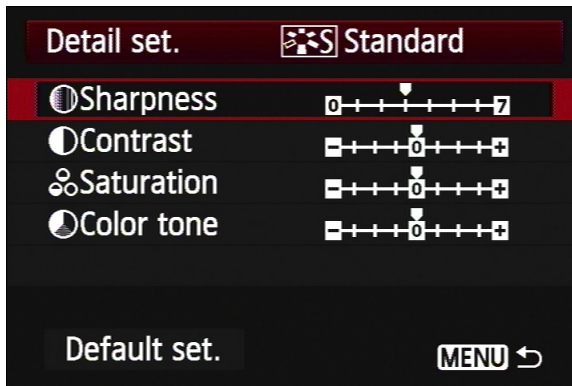 Detail set. S Standard
Sharpness 0 7
Contrast - 0 +
Saturation - 0 +
Color tone - 0 +
Default set. MENU